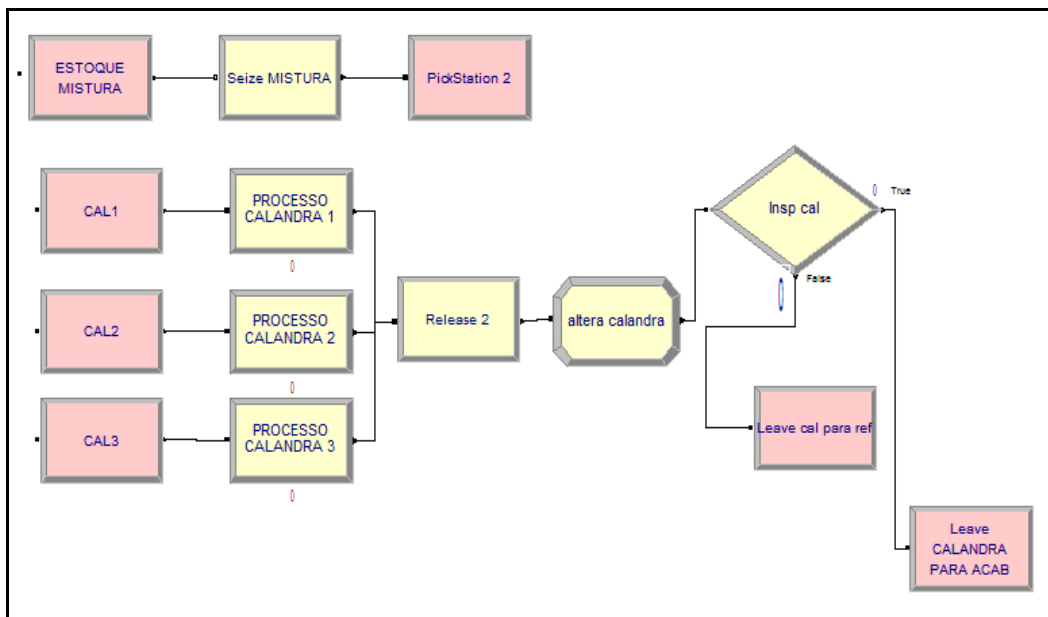 ESTOQUE
MISTURA
Seize MISTURA
PickStation 2
CAL1
PROCESSO
CALANDRA 1
0
CAL2
PROCESSO
CALANDRA 2
0
CAL3
PROCESSO
CALANDRA 3
0
Release 2
altera calandra
Insp cal
0
True
0
False
Leave cal para ref
Leave
CALANDRA
PARA ACAB